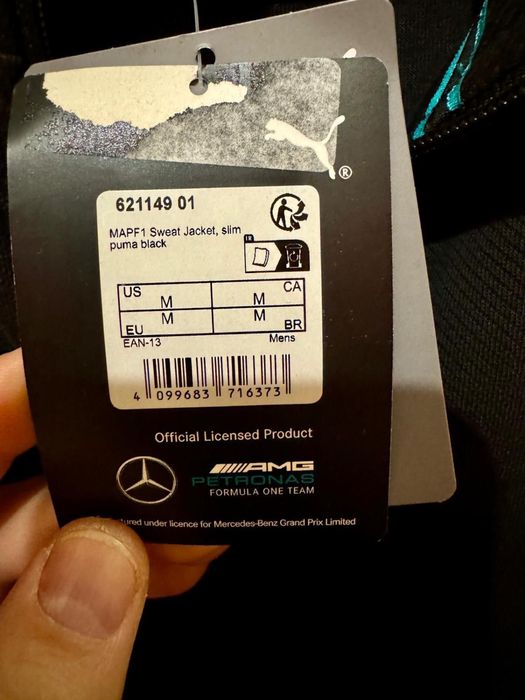 ®
621149 01
MAPF1 Sweat Jacket, slim
puma black
US M M CA
EU M M BR
EAN-13 Mens
4 099683 716373
Official Licensed Product
AMG
PETRONAS
FORMULA ONE TEAM
under licence for Mercedes-Benz Grand Prix Limited